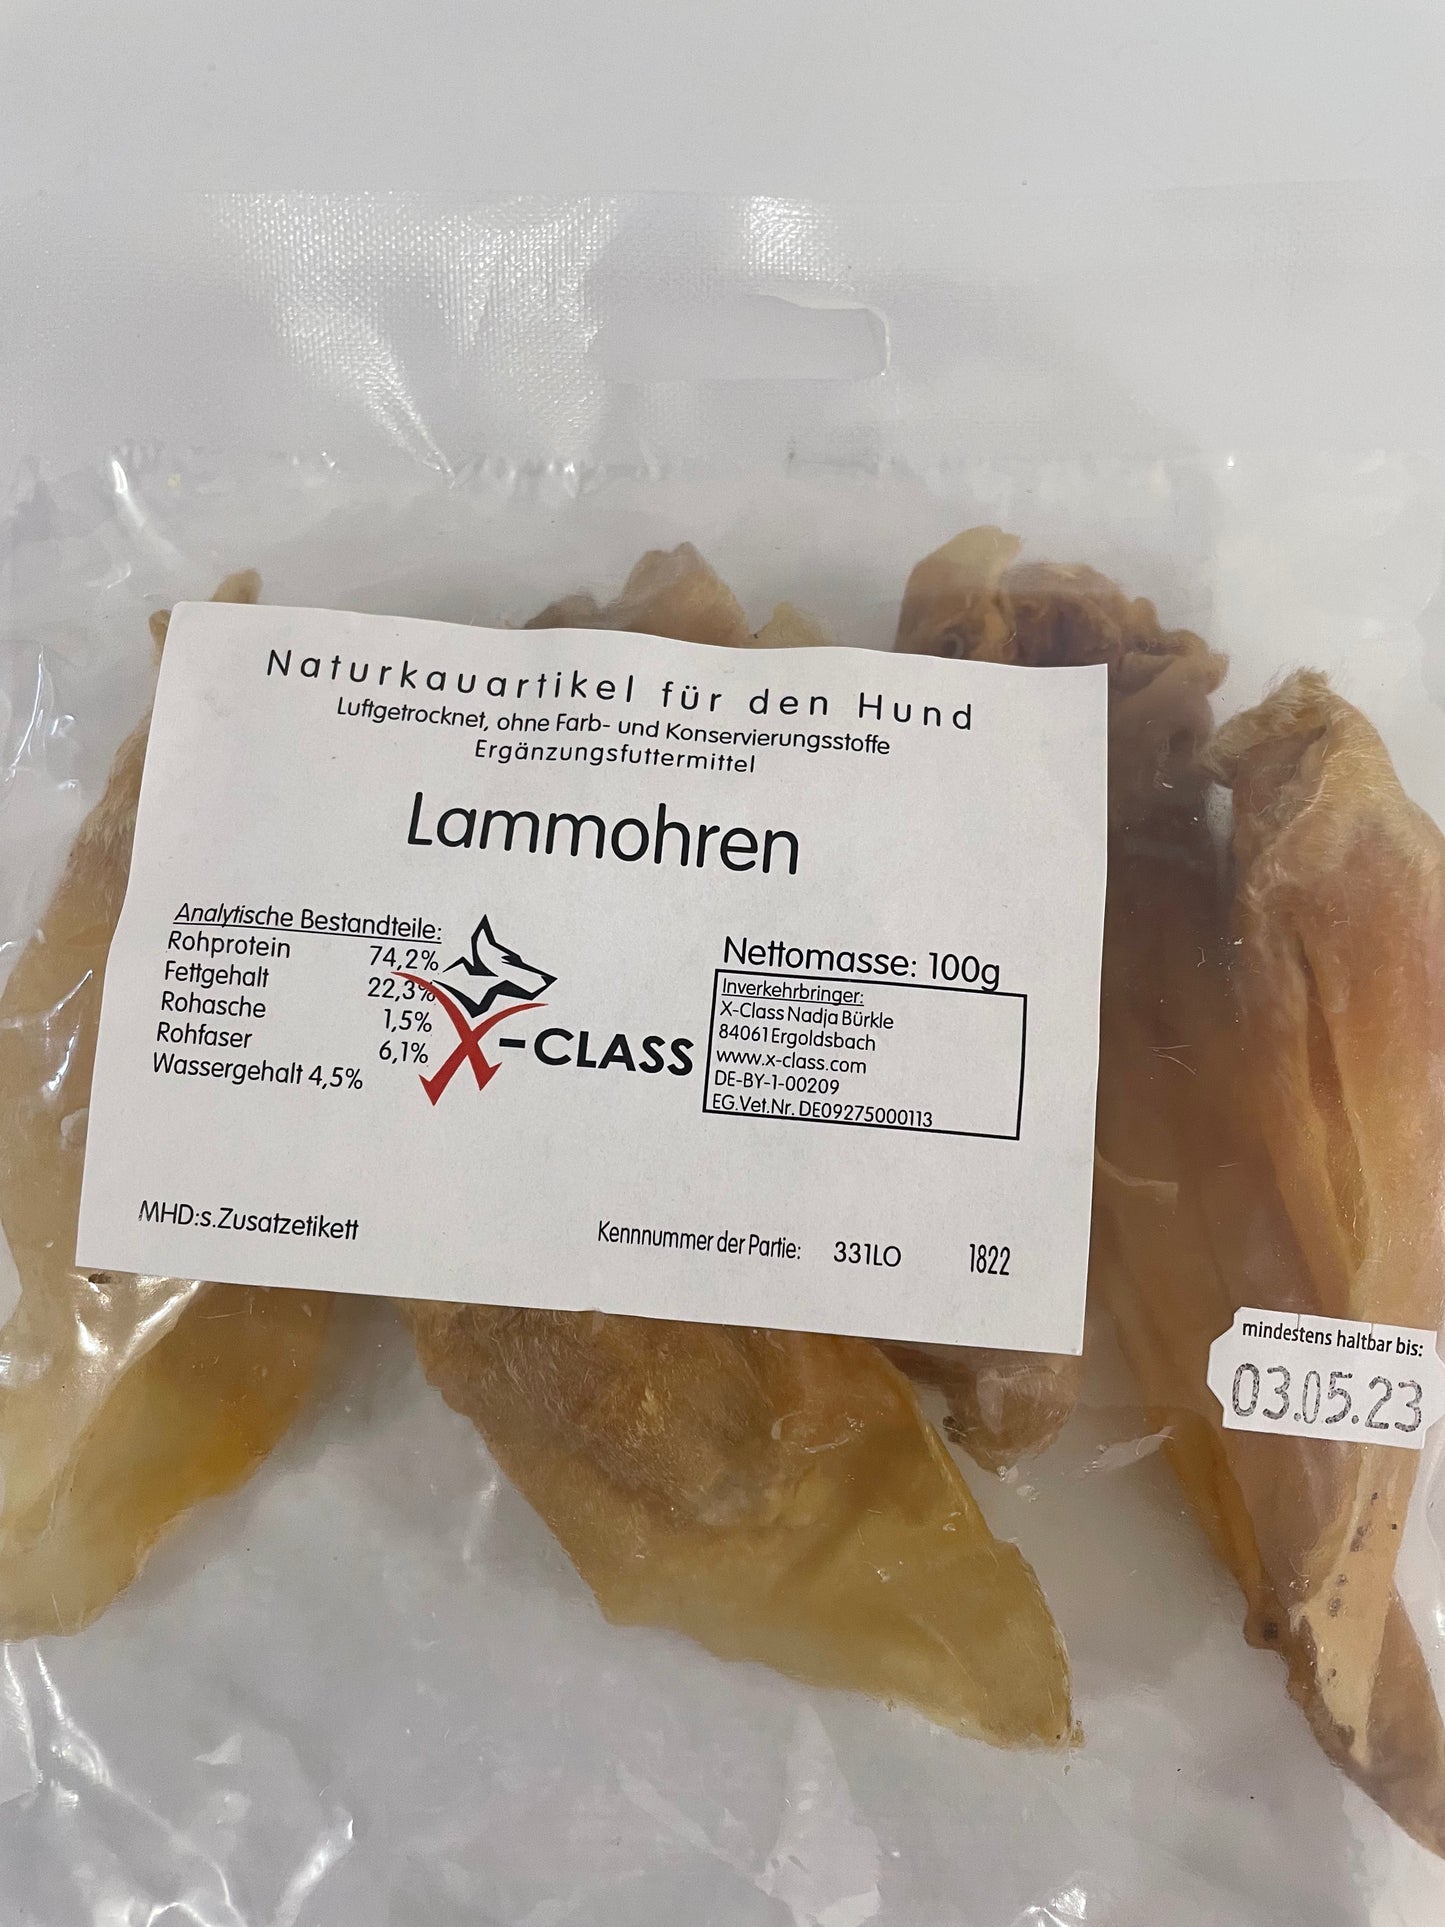 Naturkauartikel für den Hund
Luftgetrocknet, ohne Farb- und Konservierungsstoffe
Ergänzungsfuttermittel
Lammohren
Analytische Bestandteile:
Rohprotein 74,2%
Fettgehalt 22,3%
Rohasche 1,5%
Rohfaser 6,1%
Wassergehalt 4,5%
X-CLASS
Nettomasse: 100g
Inverkehrbringer:
X-Class Nadja Bürkle
84061 Ergoldsbach
www.x-class.com
DE-BY-1-00209
EG.Vet.Nr. DE09275000113
MHD:s.Zusatzetikett
Kennnummer der Partie: 331LO 1822
mindestens haltbar bis:
03.05.23